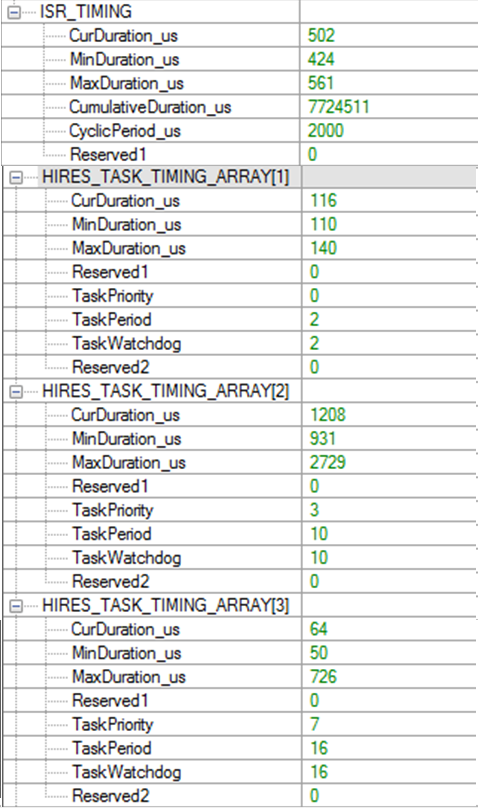 ISR_TIMING
CurDuration_us 502
MinDuration_us 424
MaxDuration_us 561
CumulativeDuration_us 7724511
CyclicPeriod_us 2000
Reserved1 0
HIRES_TASK_TIMING_ARRAY[1]
CurDuration_us 116
MinDuration_us 110
MaxDuration_us 140
Reserved1 0
TaskPriority 0
TaskPeriod 2
TaskWatchdog 2
Reserved2 0
HIRES_TASK_TIMING_ARRAY[2]
CurDuration_us 1208
MinDuration_us 931
MaxDuration_us 2729
Reserved1 0
TaskPriority 3
TaskPeriod 10
TaskWatchdog 10
Reserved2 0
HIRES_TASK_TIMING_ARRAY[3]
CurDuration_us 64
MinDuration_us 50
MaxDuration_us 726
Reserved1 0
TaskPriority 7
TaskPeriod 16
TaskWatchdog 16
Reserved2 0